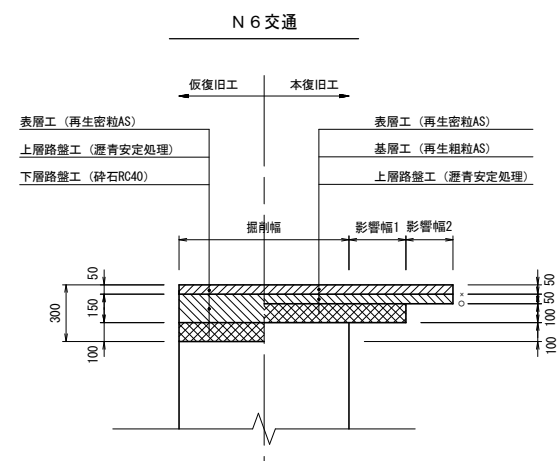 N6交通
仮復旧工 本復旧工
表層工(再生密粒AS)
上層路盤工(瀝青安定処理)
下層路盤工(砕石RC40)
表層工(再生密粒AS)
基層工(再生粗粒AS)
上層路盤工(瀝青安定処理)
掘削幅 影響幅1 影響幅2
300
50
150
100
50
50
100
100
×
○